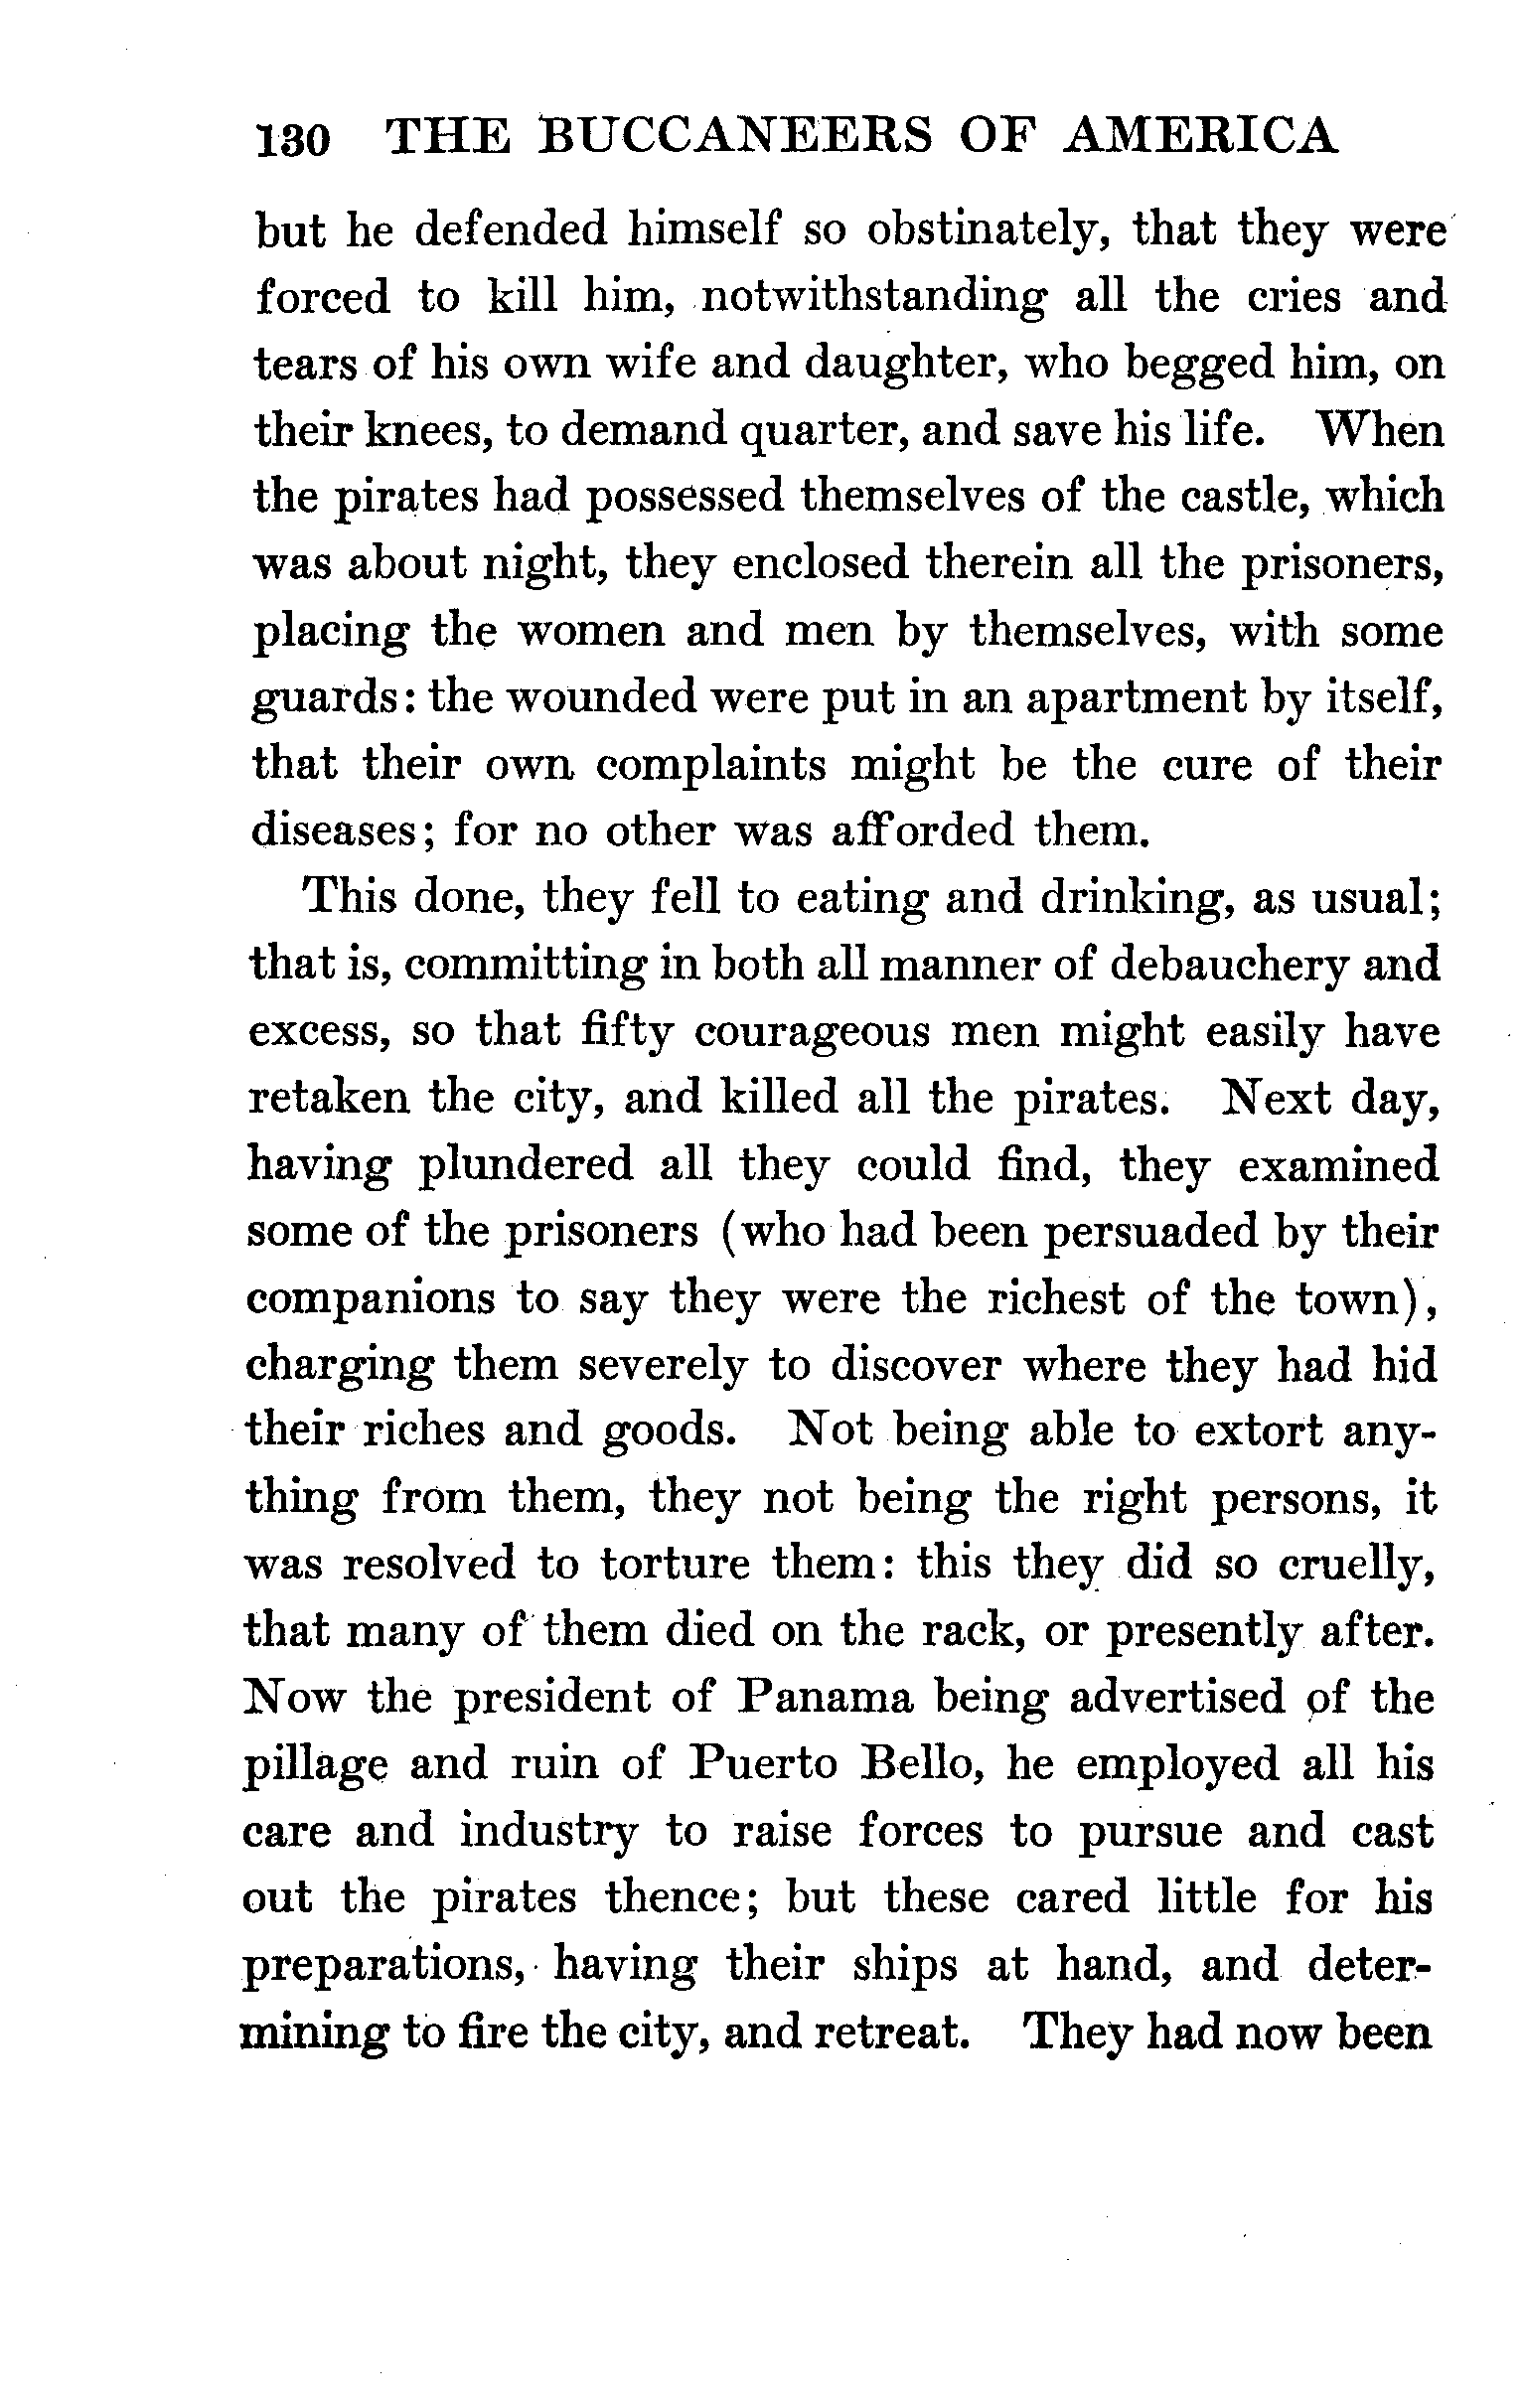 130 THE BUCCANEERS OF AMERICA
but he defended himself so obstinately, that they were
forced to kill him, notwithstanding all the cries and
tears of his own wife and daughter, who begged him, on
their knees, to demand quarter, and save his life. When
the pirates had possessed themselves of the castle, which
was about night, they enclosed therein all the prisoners,
placing the women and men by themselves, with some
guards: the wounded were put in an apartment by itself,
that their own complaints might be the cure of their
diseases; for no other was afforded them.
This done, they fell to eating and drinking, as usual;
that is, committing in both all manner of debauchery and
excess, so that fifty courageous men might easily have
retaken the city, and killed all the pirates. Next day,
having plundered all they could find, they examined
some of the prisoners (who had been persuaded by their
companions to say they were the richest of the town),
charging them severely to discover where they had hid
their riches and goods. Not being able to extort any-
thing from them, they not being the right persons, it
was resolved to torture them: this they did so cruelly,
that many of them died on the rack, or presently after.
Now the president of Panama being advertised of the
pillage and ruin of Puerto Bello, he employed all his
care and industry to raise forces to pursue and cast
out the pirates thence; but these cared little for his
preparations, having their ships at hand, and deter-
mining to fire the city, and retreat. They had now been